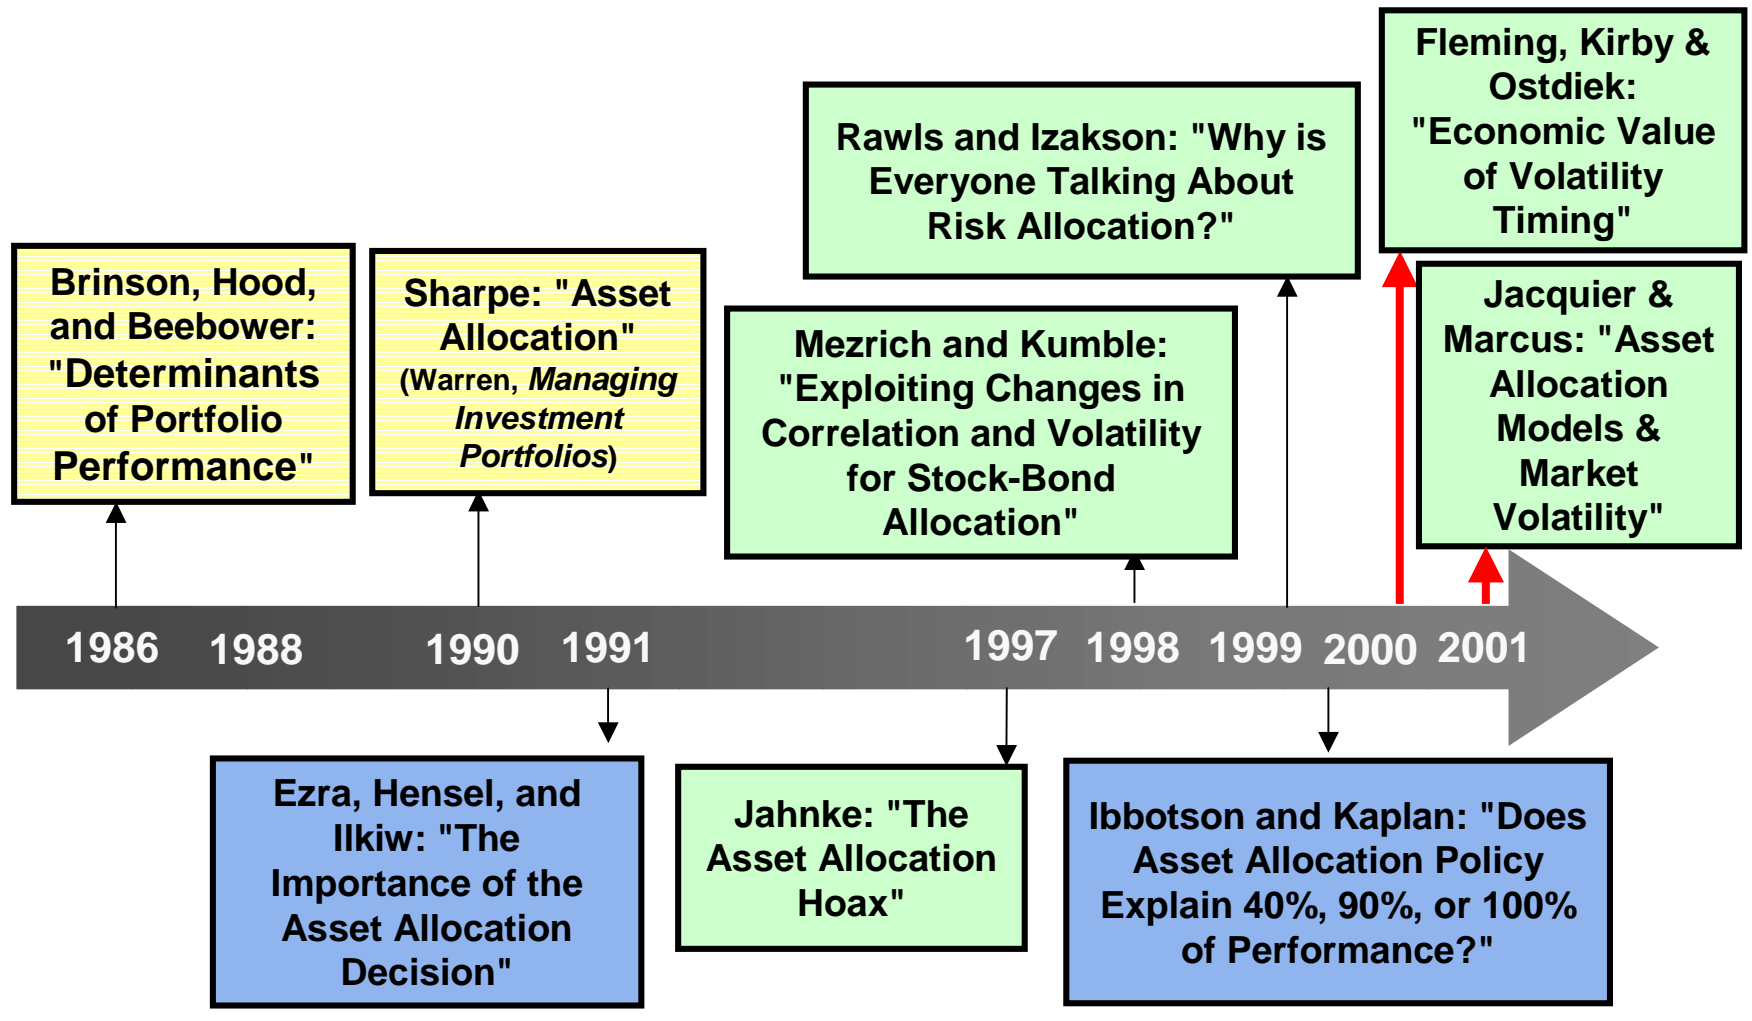 Fleming, Kirby &
Ostdiek:
"Economic Value
of Volatility
Timing"
Rawls and Izakson: "Why is
Everyone Talking About
Risk Allocation?"
Brinson, Hood,
and Beebower:
"Determinants
of Portfolio
Performance"
Sharpe: "Asset
Allocation"
(Warren, Managing
Investment
Portfolios)
Mezrich and Kumble:
"Exploiting Changes in
Correlation and Volatility
for Stock-Bond
Allocation"
Jacquier &
Marcus: "Asset
Allocation
Models &
Market
Volatility"
1986 1988 1990 1991 1997 1998 1999 2000 2001
Ezra, Hensel, and
Ilkiw: "The
Importance of the
Asset Allocation
Decision"
Jahnke: "The
Asset Allocation
Hoax"
Ibbotson and Kaplan: "Does
Asset Allocation Policy
Explain 40%, 90%, or 100%
of Performance?"